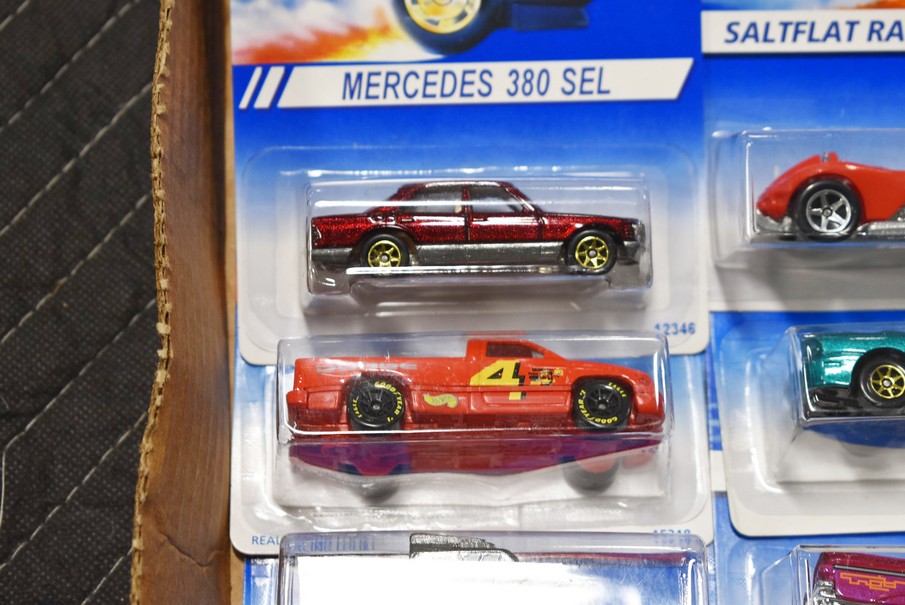 MERCEDES 380 SEL
SALTFLAT RA
12346
4
GOODYEAR
GOODYEAR
REAL